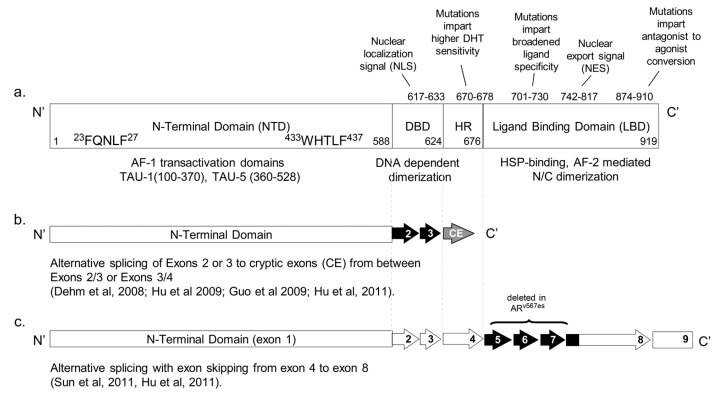 Nuclear
localization
signal (NLS)
Mutations
impart
higher DHT
sensitivity
Mutations
impart
broadened
ligand
specificity
Nuclear
export signal
(NES)
Mutations
impart
antagonist to
agonist
conversion
617-633
670-678
701-730
742-817
874-910
a.
N' C'
N-Terminal Domain (NTD) DBD HR Ligand Binding Domain (LBD)
1 23FQNLF27 433WHTLF437 588 624 676 919
AF-1 transactivation domains
TAU-1(100-370), TAU-5 (360-528)
DNA dependent
dimerization
HSP-binding, AF-2 mediated
N/C dimerization
b.
N' N-Terminal Domain 2 3 CE C'
Alternative splicing of Exons 2 or 3 to cryptic exons (CE) from between
Exons 2/3 or Exons 3/4
(Dehm et al, 2008; Hu et al 2009; Guo et al 2009; Hu et al, 2011).
deleted in
ARv567es
c.
N' N-Terminal Domain (exon 1) 2 3 4 5 6 7 8 9 C'
Alternative splicing with exon skipping from exon 4 to exon 8
(Sun et al, 2011, Hu et al, 2011).